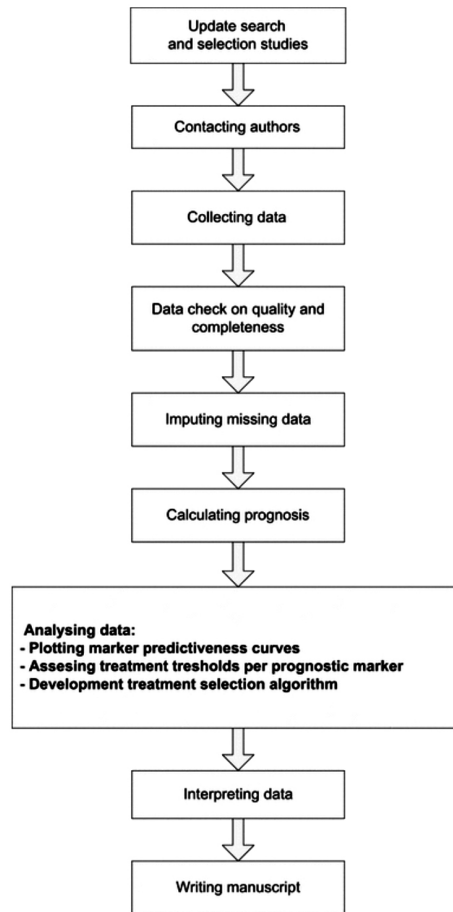 Update search
and selection studies
Contacting authors
Collecting data
Data check on quality and
completeness
Imputing missing data
Calculating prognosis
Analysing data:
- Plotting marker predictiveness curves
- Assesing treatment tresholds per prognostic marker
- Development treatment selection algorithm
Interpreting data
Writing manuscript